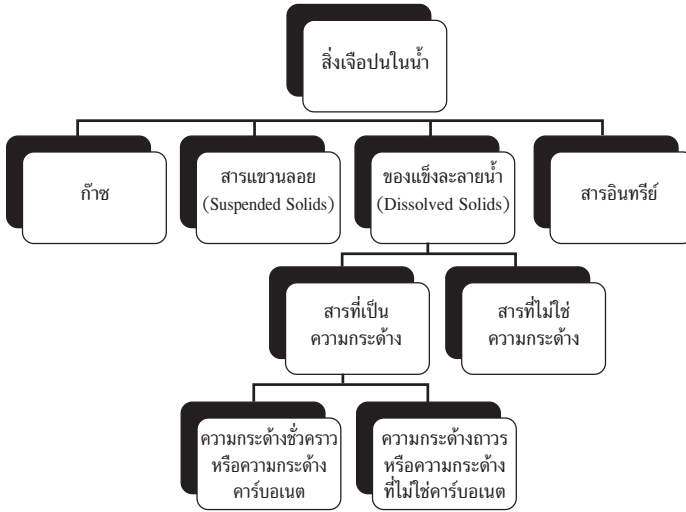 สิ่งเจือปนในน้ำ
ก๊าซ
สารแขวนลอย
(Suspended Solids)
ของแข็งละลายน้ำ
(Dissolved Solids)
สารอินทรีย์
สารที่เป็น
ความกระด้าง
สารที่ไม่ใช่
ความกระด้าง
ความกระด้างชั่วคราว
หรือความกระด้าง
คาร์บอเนต
ความกระด้างถาวร
หรือความกระด้าง
ที่ไม่ใช่คาร์บอเนต